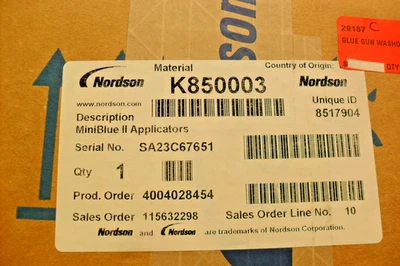 Material
Country of Origin:
Nordson
K850003
Nordson
www.nordson.com
Unique ID
Description
8517904
MiniBlue II Applicators
Serial No. SA23C67651
Qty 1
Prod. Order 4004028454
Sales Order 115632298
Sales Order Line No. 10
Nordson and Nordson are trademarks of Nordson Corporation.
20187 C
BLUE GUN WASHD
QTY